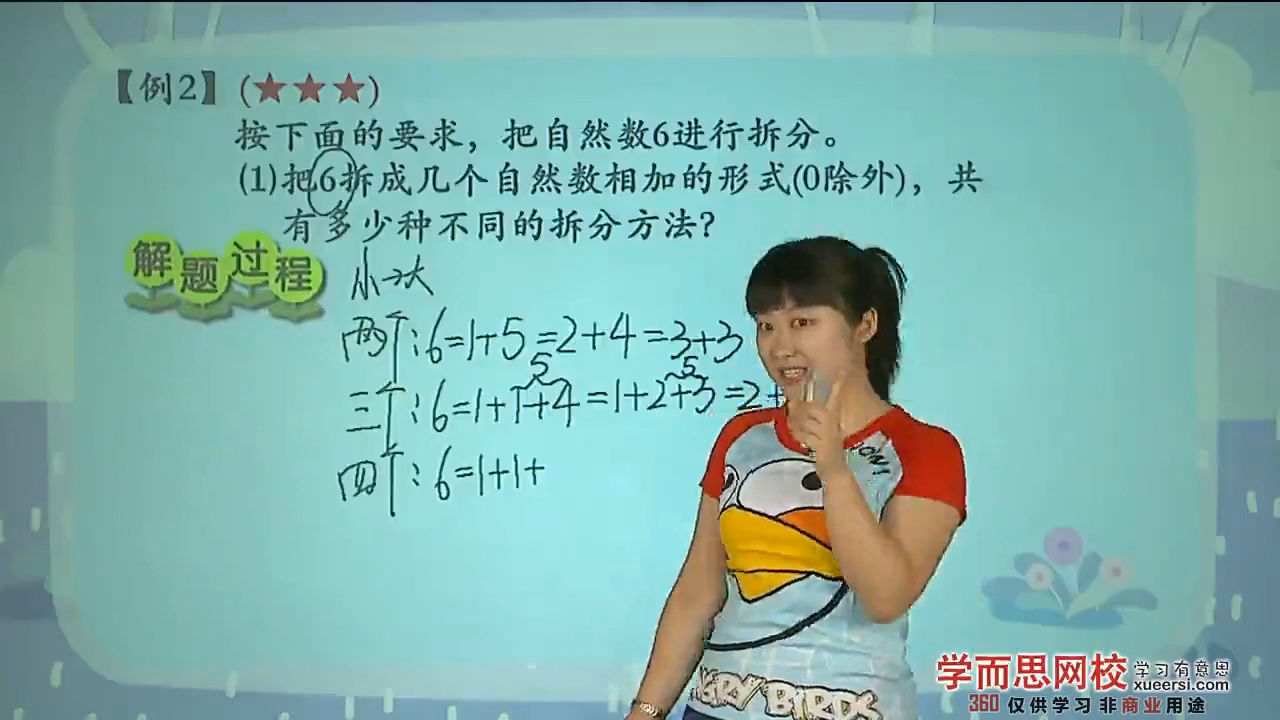 【例2】(★★★)
按下面的要求，把自然数6进行拆分。
(1)把6拆成几个自然数相加的形式(0除外)，共
有多少种不同的拆分方法？
解题过程
小→大
两个：6=1+5=2+4=3+3
5 5
三个：6=1+1+4=1+2+3=2+
四个：6=1+1+
ON!
GRY BIRDS
学而思网校 学习有意思
xueersi.com
360 仅供学习 非商业用途